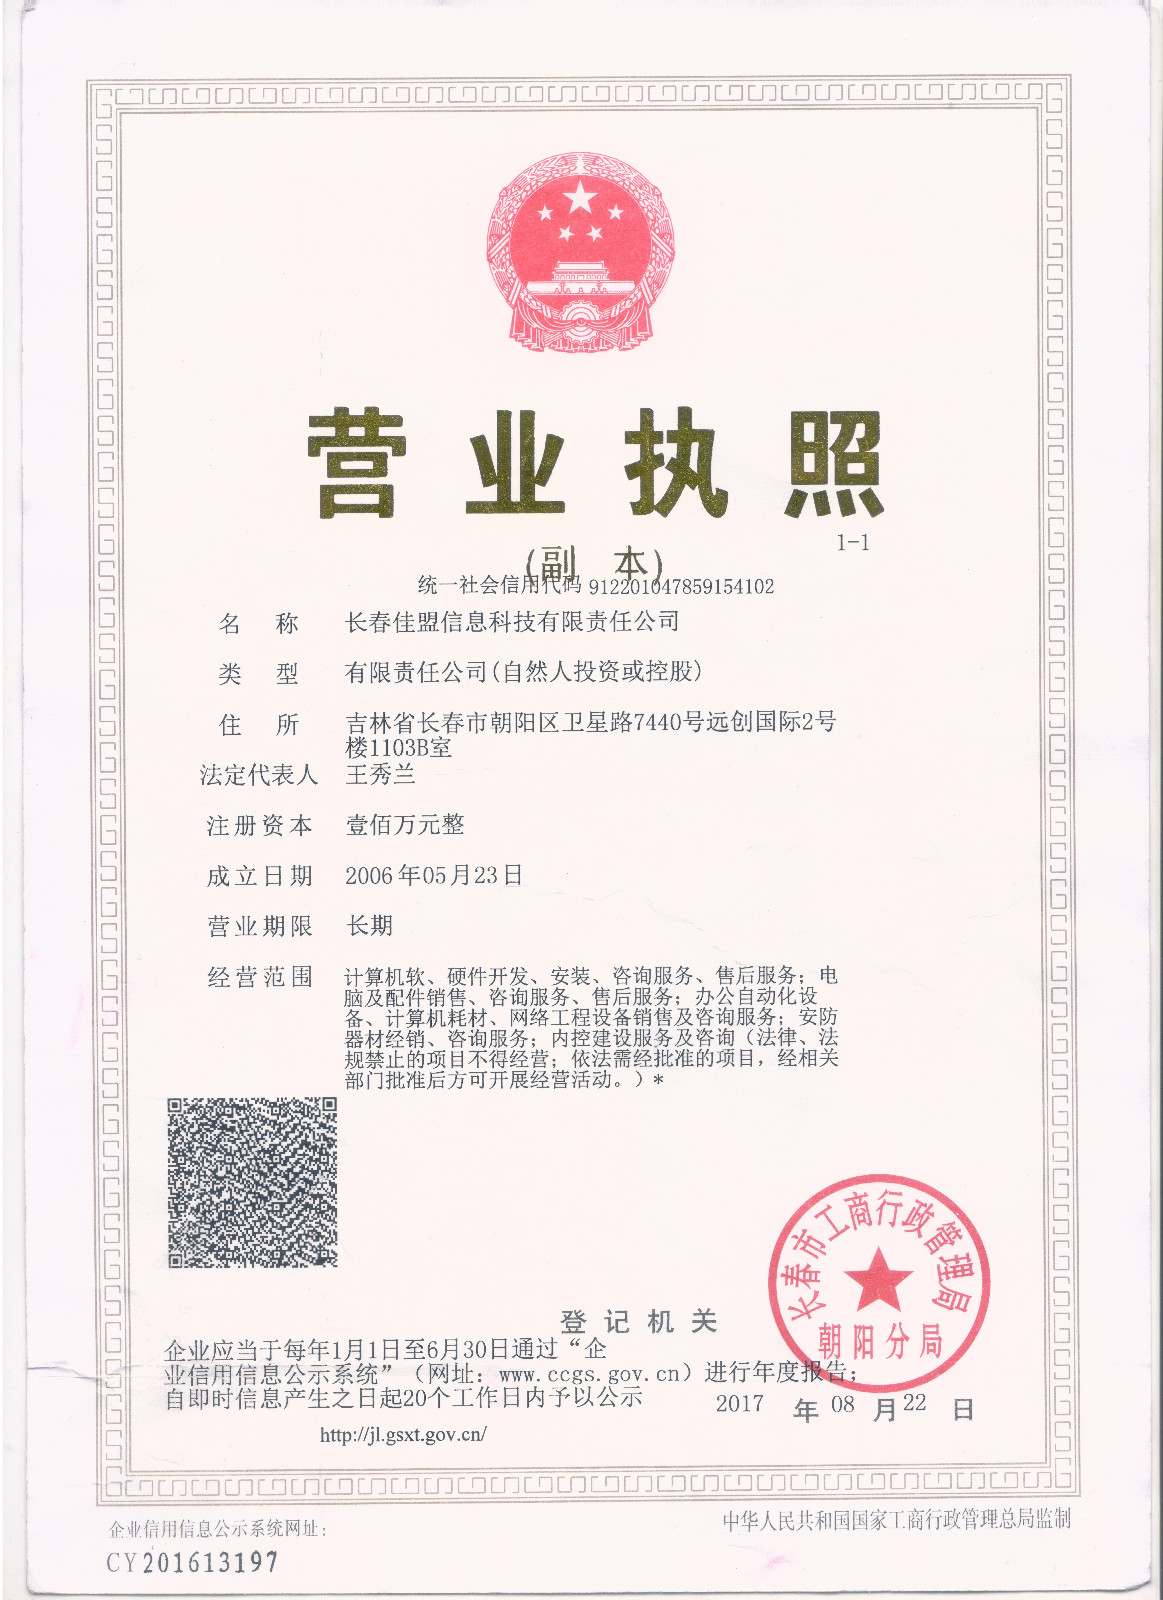 营业执照
(副 本)
1-1
统一社会信用代码 912201047859154102
名 称 长春佳盟信息科技有限责任公司
类 型 有限责任公司(自然人投资或控股)
住 所 吉林省长春市朝阳区卫星路7440号远创国际2号
楼1103B室
法定代表人 王秀兰
注册资本 壹佰万元整
成立日期 2006年05月23日
营业期限 长期
经营范围 计算机软、硬件开发、安装、咨询服务、售后服务；电
脑及配件销售、咨询服务、售后服务；办公自动化设
备、计算机耗材、网络工程设备销售及咨询服务；安防
器材经销、咨询服务；内控建设服务及咨询（法律、法
规禁止的项目不得经营；依法需经批准的项目，经相关
部门批准后方可开展经营活动。）*
长春市工商行政管理局
朝阳分局
登记机关
企业应当于每年1月1日至6月30日通过“企
业信用信息公示系统”（网址：www.ccgs.gov.cn）进行年度报告；
自即时信息产生之日起20个工作日内予以公示
2017 年 08 月 22 日
http://jl.gsxt.gov.cn/
企业信用信息公示系统网址：
中华人民共和国国家工商行政管理总局监制
CY201613197